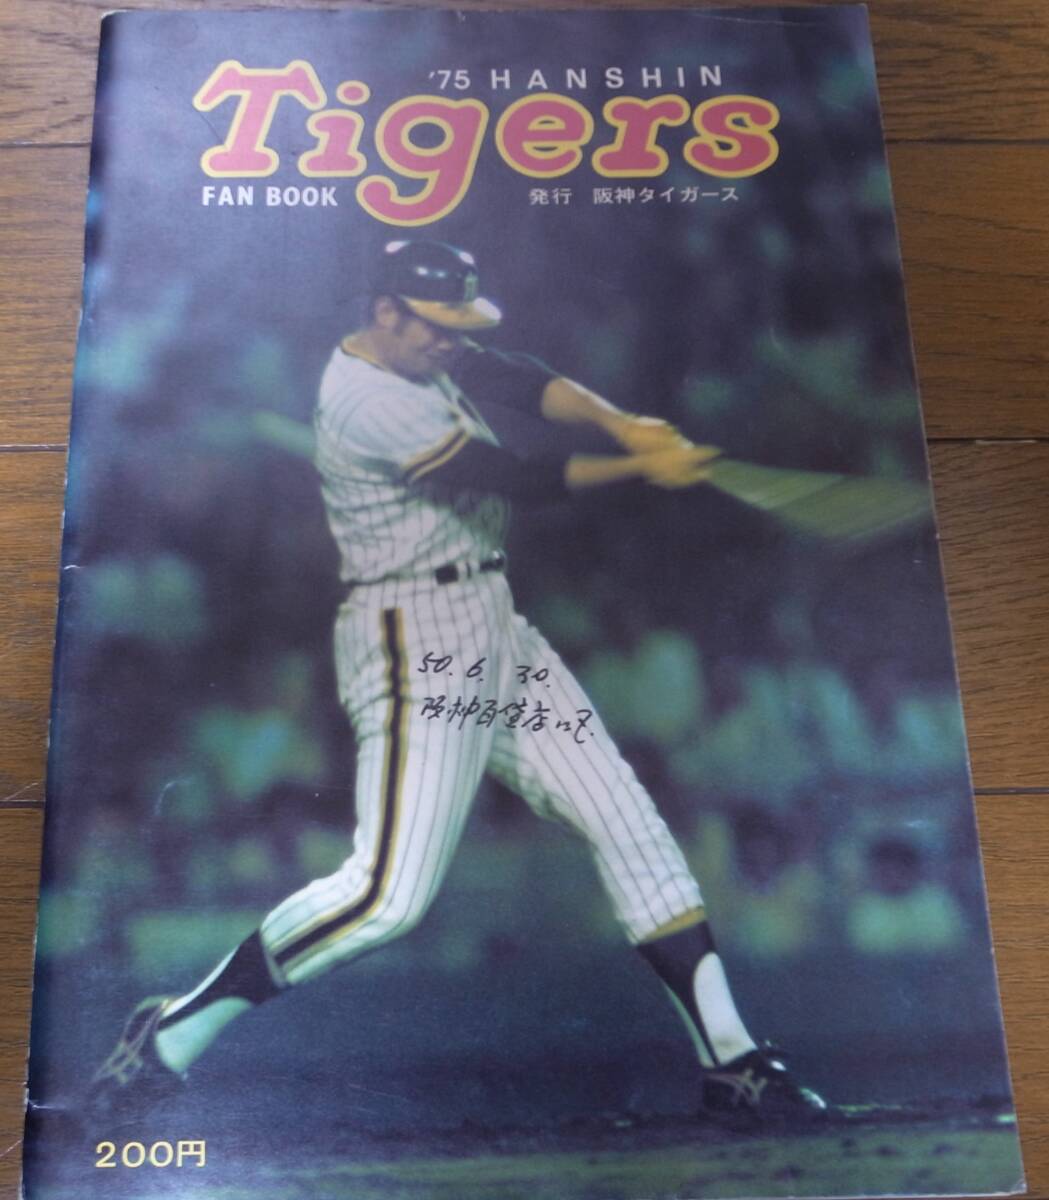 '75 HANSHIN
Tigers
FAN BOOK
発行 阪神タイガース
50. 6. 30.
阪神百貨店にて.
200円